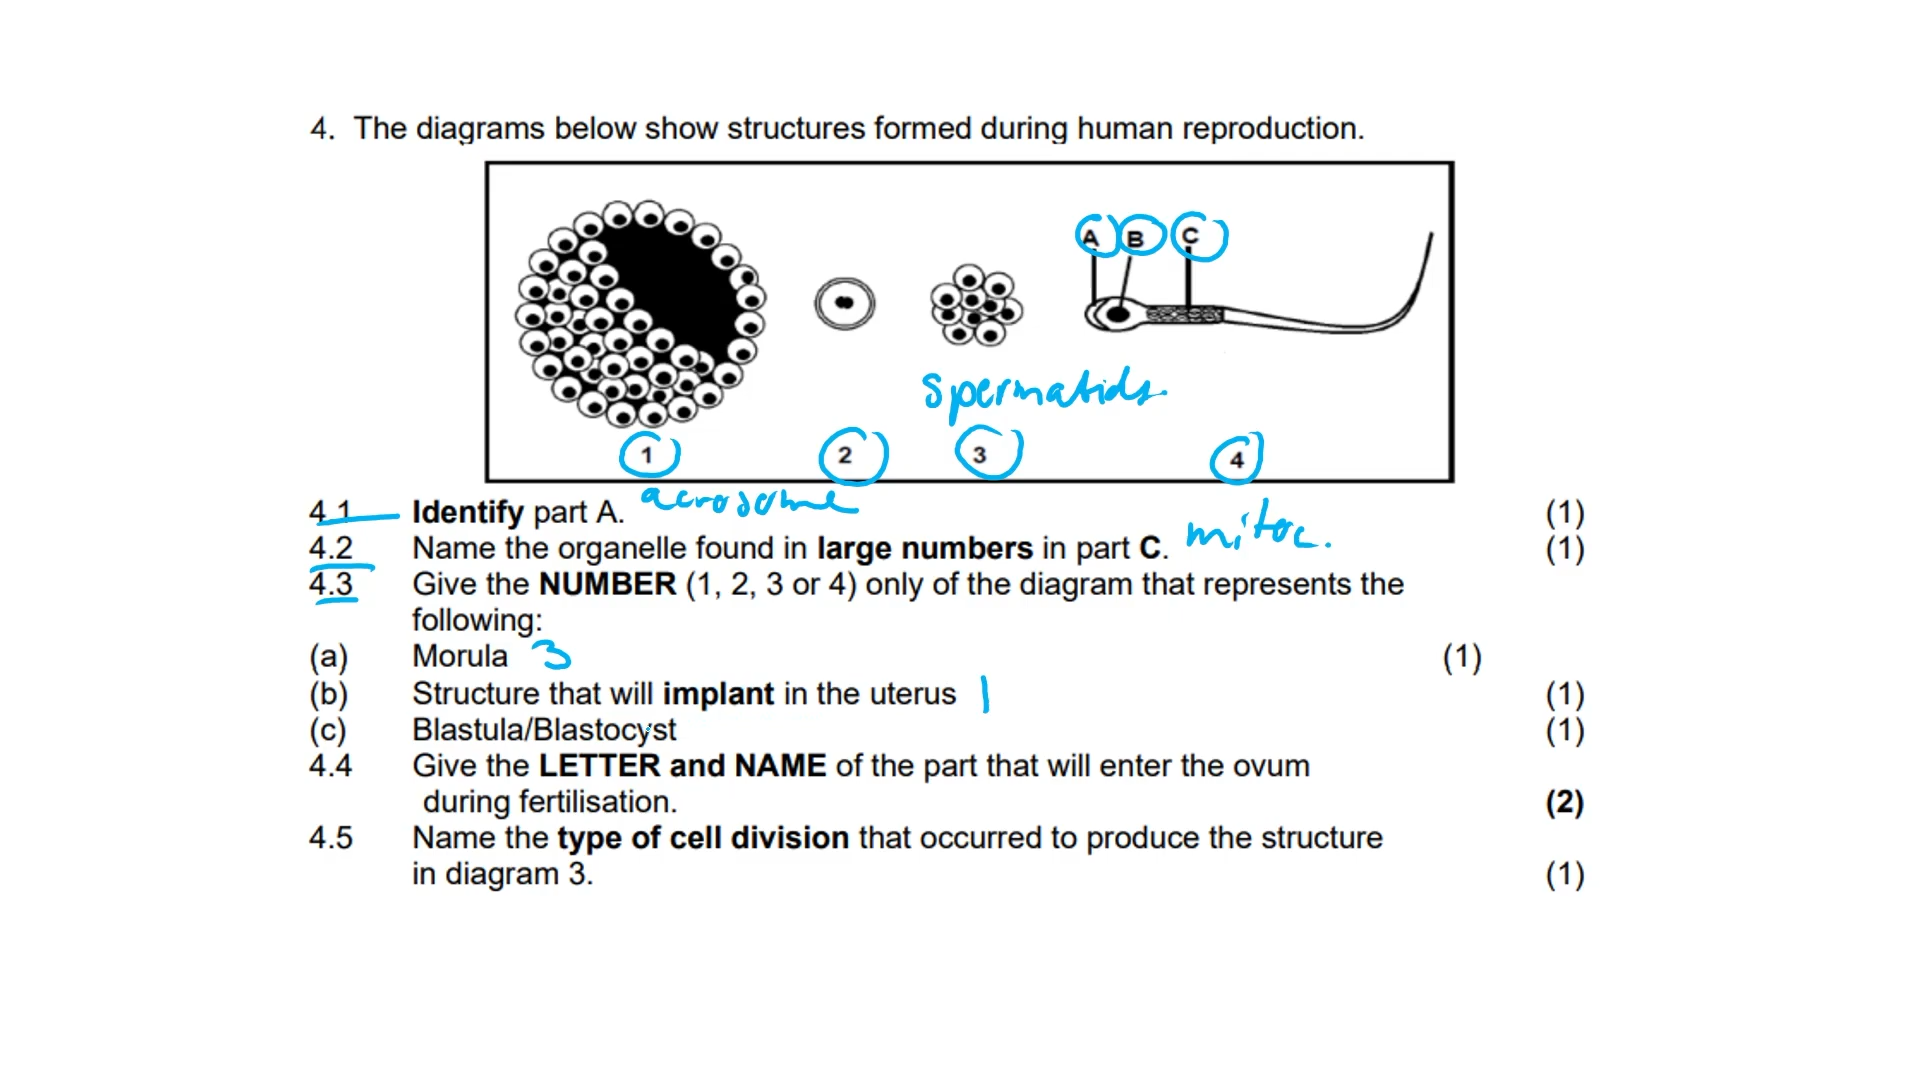 4. The diagrams below show structures formed during human reproduction.
A B C
spermatids.
1 2 3 4
4.1 Identify part A. acrosome (1)
4.2 Name the organelle found in large numbers in part C. mitoc. (1)
4.3 Give the NUMBER (1, 2, 3 or 4) only of the diagram that represents the
following:
(a) Morula 3 (1)
(b) Structure that will implant in the uterus 1 (1)
(c) Blastula/Blastocyst (1)
4.4 Give the LETTER and NAME of the part that will enter the ovum
during fertilisation. (2)
4.5 Name the type of cell division that occurred to produce the structure
in diagram 3. (1)